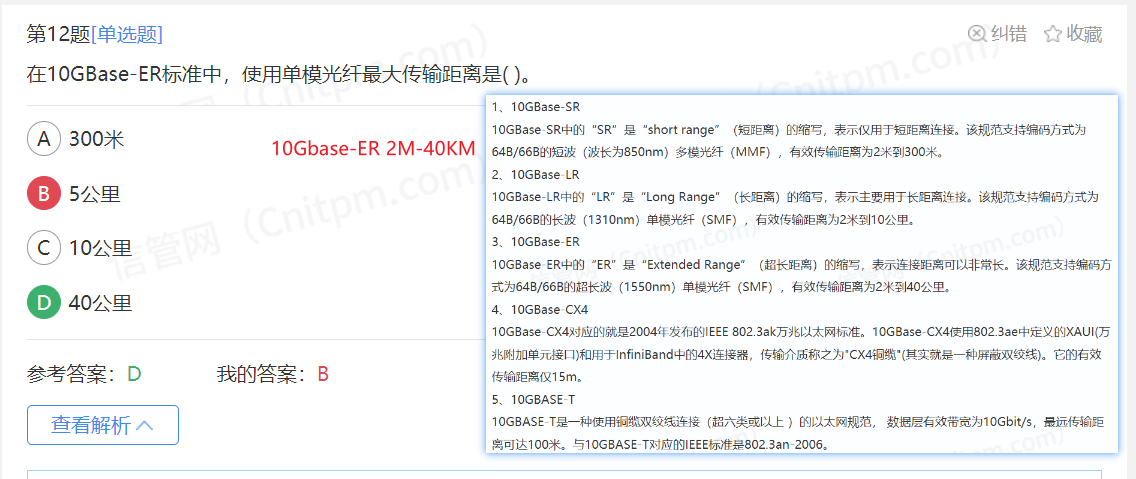 第12题[单选题]
纠错 收藏
在10GBase-ER标准中，使用单模光纤最大传输距离是( )。
A 300米
B 5公里
C 10公里
D 40公里
10Gbase-ER 2M-40KM
参考答案：D 我的答案：B
查看解析
1、10GBase-SR
10GBase-SR中的“SR”是“short range”（短距离）的缩写，表示仅用于短距离连接。该规范支持编码方式为
64B/66B的短波（波长为850nm）多模光纤（MMF），有效传输距离为2米到300米。
2、10GBase-LR
10GBase-LR中的“LR”是“Long Range”（长距离）的缩写，表示主要用于长距离连接。该规范支持编码方式为
64B/66B的长波（1310nm）单模光纤（SMF），有效传输距离为2米到10公里。
3、10GBase-ER
10GBase-ER中的“ER”是“Extended Range”（超长距离）的缩写，表示连接距离可以非常长。该规范支持编码方
式为64B/66B的超长波（1550nm）单模光纤（SMF），有效传输距离为2米到40公里。
4、10GBase-CX4
10GBase-CX4对应的就是2004年发布的IEEE 802.3ak万兆以太网标准。10GBase-CX4使用802.3ae中定义的XAUI(万
兆附加单元接口)和用于InfiniBand中的4X连接器，传输介质称之为"CX4铜缆"(其实就是一种屏蔽双绞线)。它的有效
传输距离仅15m。
5、10GBASE-T
10GBASE-T是一种使用铜缆双绞线连接（超六类或以上 ）的以太网规范， 数据层有效带宽为10Gbit/s，最远传输距
离可达100米。与10GBASE-T对应的IEEE标准是802.3an-2006。
信管网（Cnitpm.com）